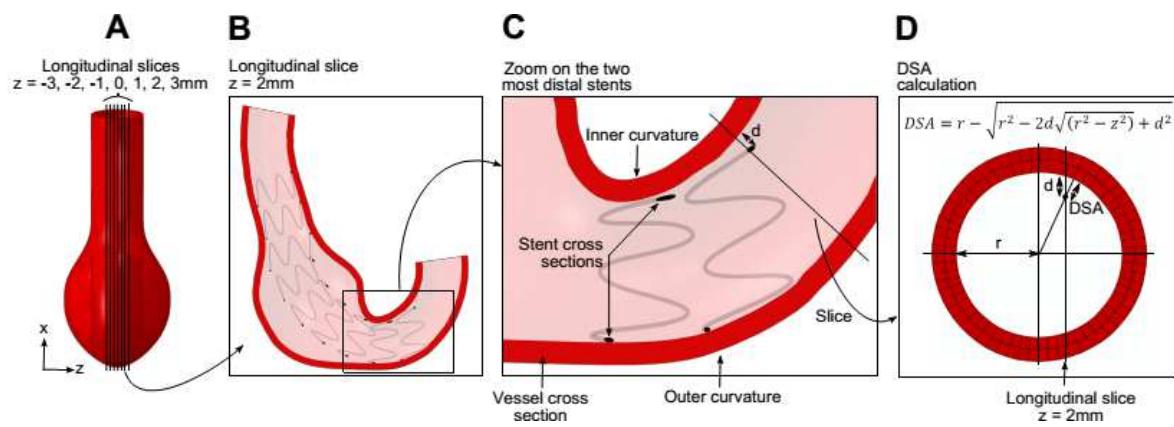 A
Longitudinal slices
z = -3, -2, -1, 0, 1, 2, 3mm
x
z
B
Longitudinal slice
z = 2mm
C
Zoom on the two
most distal stents
Inner curvature
d
Stent cross
sections
Slice
Vessel cross
section
Outer curvature
D
DSA
calculation
DSA = r - √(r² - 2d√(r² - z²) + d²)
d
DSA
r
Longitudinal slice
z = 2mm